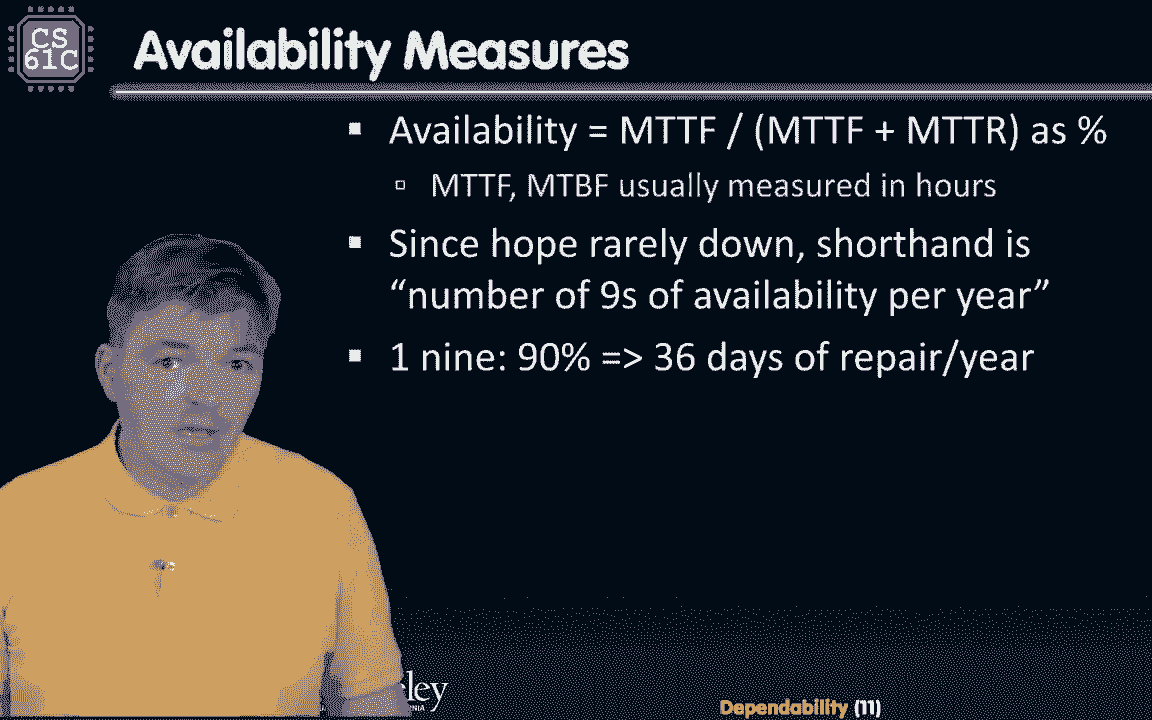 CS
61C
Availability Measures
Availability = MTTF / (MTTF + MTTR) as %
MTTF, MTBF usually measured in hours
Since hope rarely down, shorthand is
“number of 9s of availability per year”
1 nine: 90% => 36 days of repair/year
eley
Dependability (11)